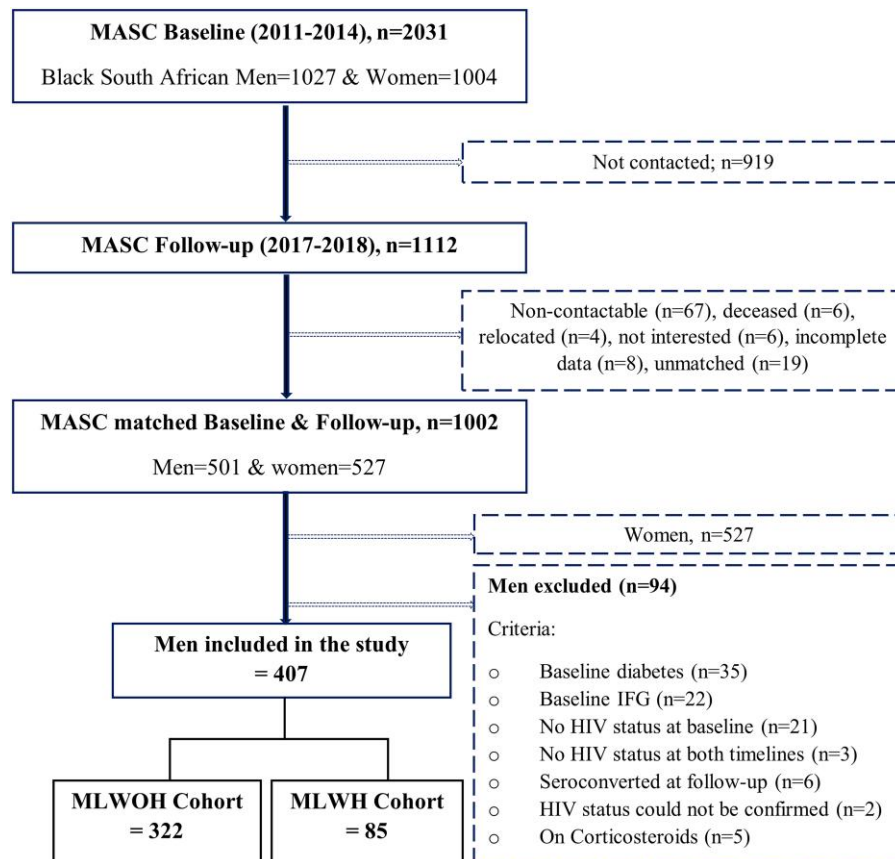 MASC Baseline (2011-2014), n=2031
Black South African Men=1027 & Women=1004
Not contacted; n=919
MASC Follow-up (2017-2018), n=1112
Non-contactable (n=67), deceased (n=6),
relocated (n=4), not interested (n=6), incomplete
data (n=8), unmatched (n=19)
MASC matched Baseline & Follow-up, n=1002
Men=501 & women=527
Women, n=527
Men excluded (n=94)
Criteria:
o Baseline diabetes (n=35)
o Baseline IFG (n=22)
o No HIV status at baseline (n=21)
o No HIV status at both timelines (n=3)
o Seroconverted at follow-up (n=6)
o HIV status could not be confirmed (n=2)
o On Corticosteroids (n=5)
Men included in the study
= 407
MLWOH Cohort
= 322
MLWH Cohort
= 85